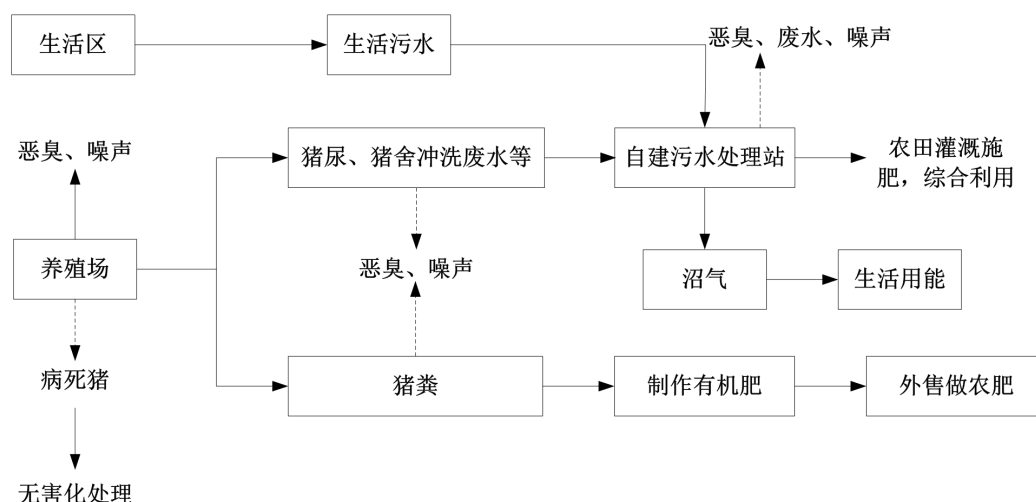 生活区
生活污水
恶臭、废水、噪声
恶臭、噪声
猪尿、猪舍冲洗废水等
自建污水处理站
农田灌溉施
肥，综合利用
养殖场
恶臭、噪声
沼气
生活用能
病死猪
猪粪
制作有机肥
外售做农肥
无害化处理